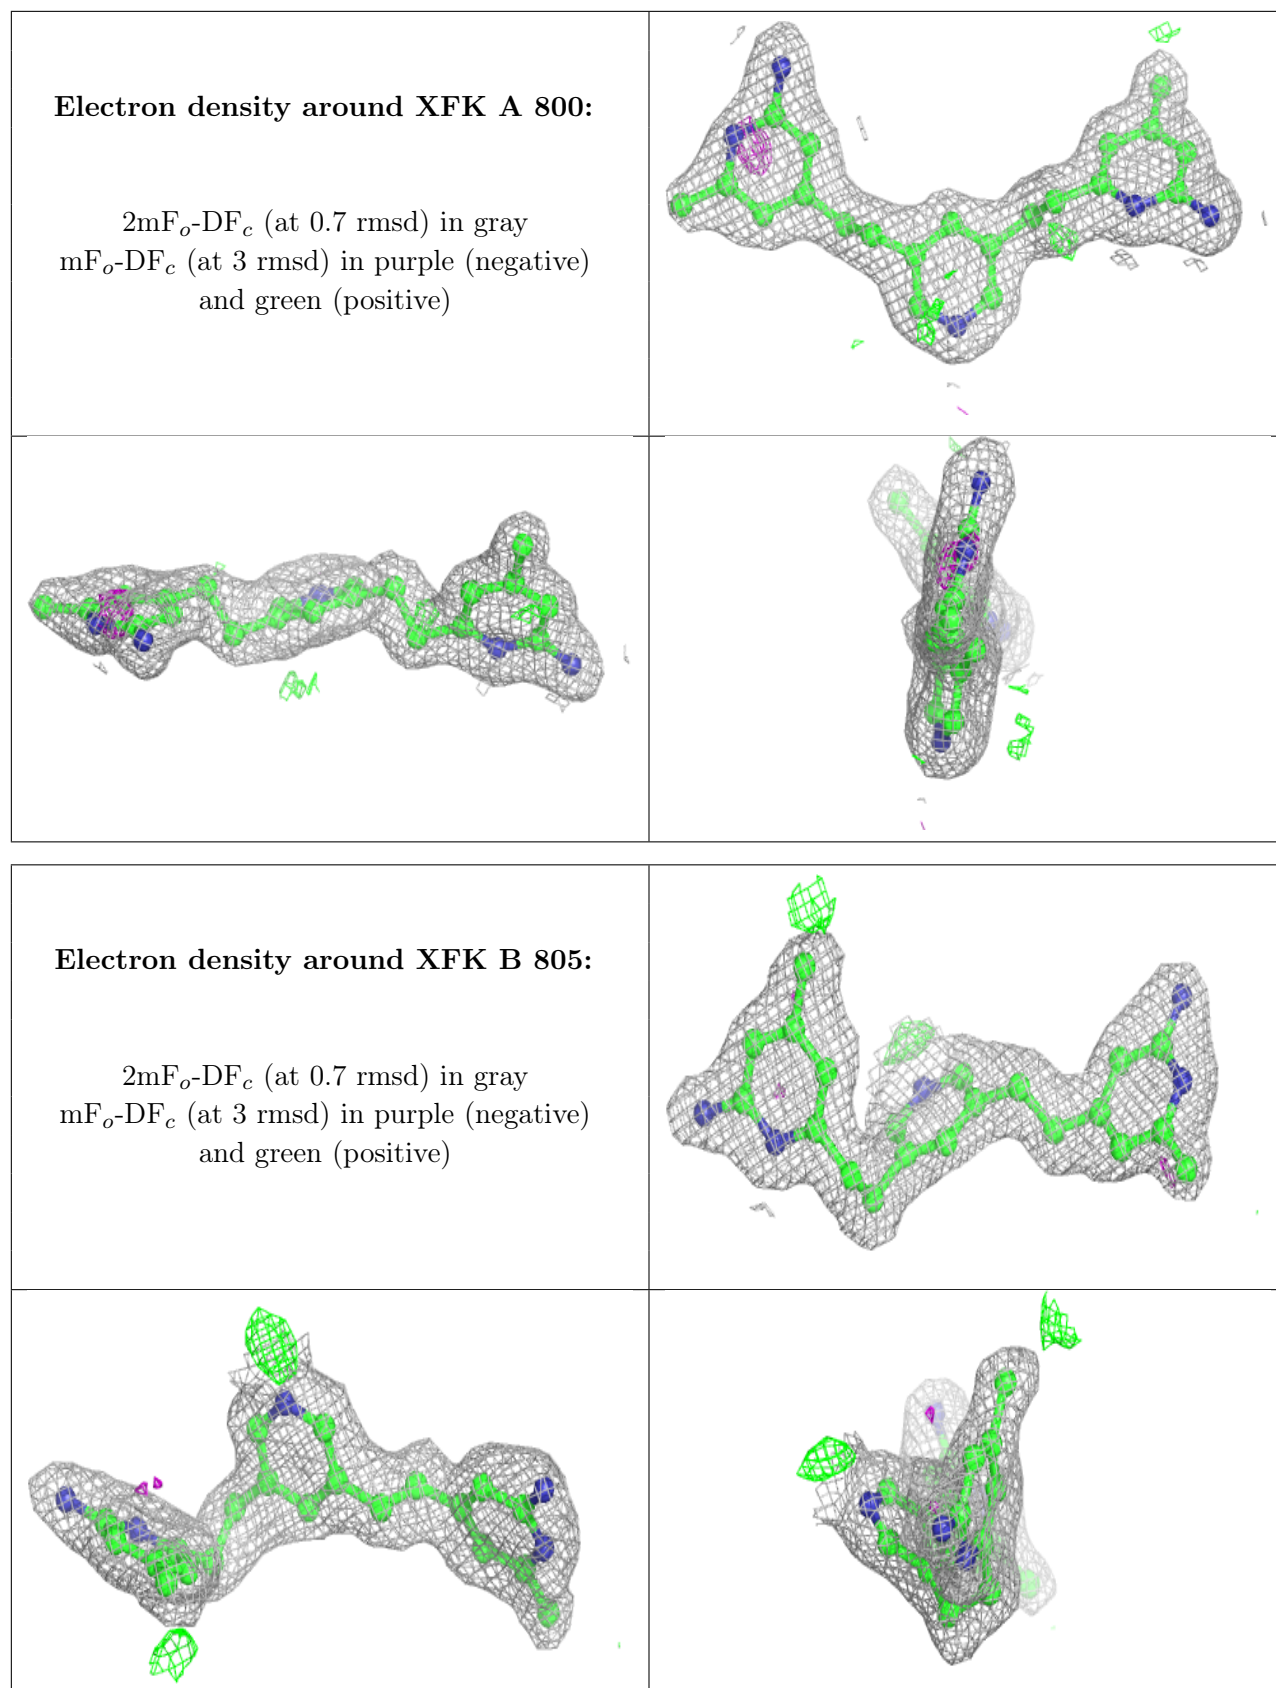 Electron density around XFK A 800:
2mFo-DFc (at 0.7 rmsd) in gray
mFo-DFc (at 3 rmsd) in purple (negative)
and green (positive)
Electron density around XFK B 805:
2mFo-DFc (at 0.7 rmsd) in gray
mFo-DFc (at 3 rmsd) in purple (negative)
and green (positive)